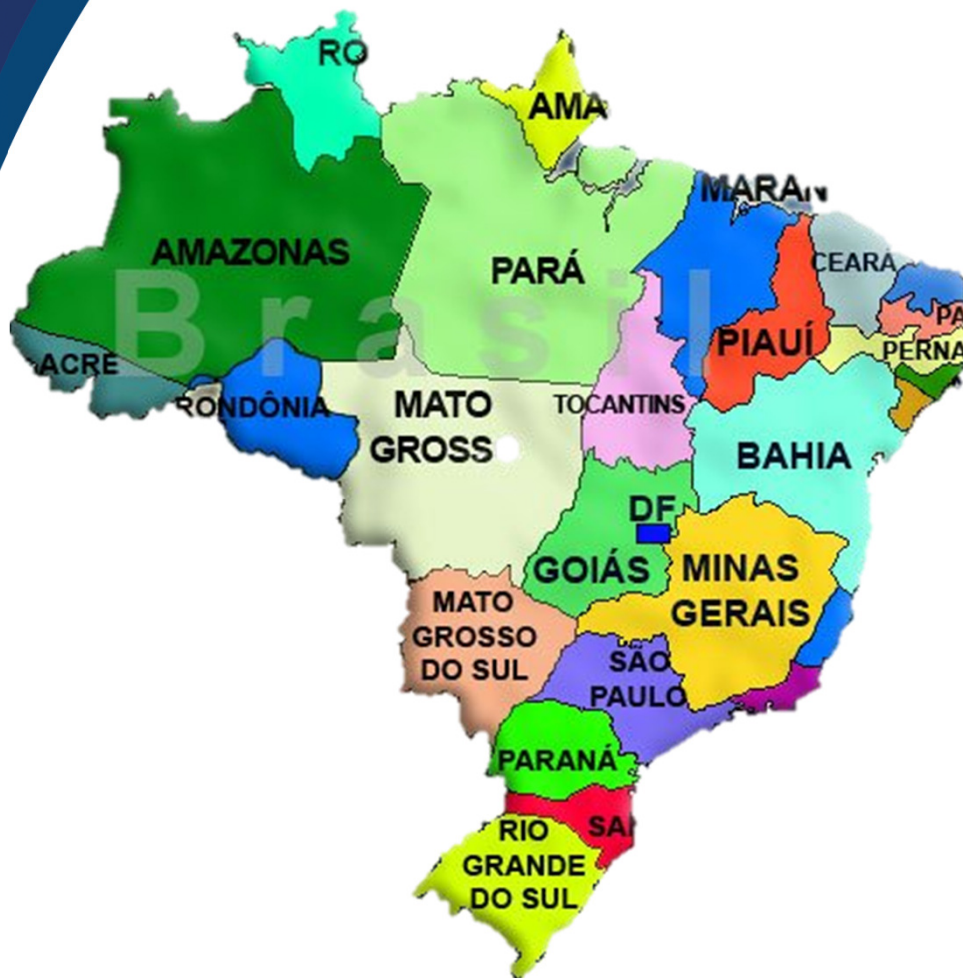 RO
AMA
MARAN
AMAZONAS
PARÁ
CEARÁ
Brasil
PA
PIAUÍ
PERNA
ACRE
RONDÔNIA
MATO
GROSS
TOCANTINS
BAHIA
DF
GOIÁS
MINAS
GERAIS
MATO
GROSSO
DO SUL
SÃO
PAULO
PARANÁ
SA
RIO
GRANDE
DO SUL